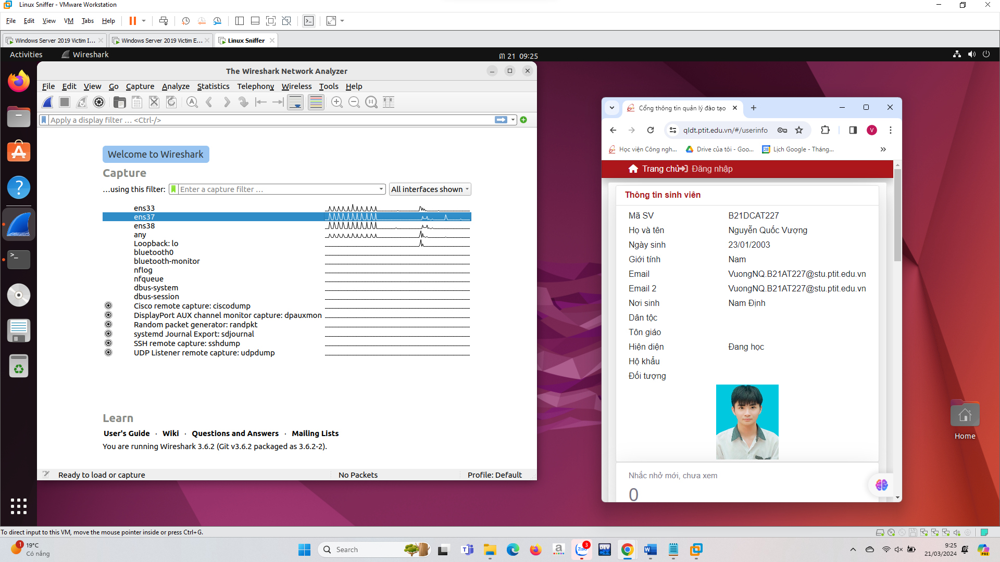 Linux Sniffer - VMware Workstation
File Edit View VM Tabs Help
Windows Server 2019 Victim I... Windows Server 2019 Victim E... Linux Sniffer
Activities Wireshark ต 21 09:25
The Wireshark Network Analyzer
File Edit View Go Capture Analyze Statistics Telephony Wireless Tools Help
Apply a display filter … <Ctrl-/>
Welcome to Wireshark
Capture
…using this filter: Enter a capture filter … All interfaces shown
ens33
ens37
ens38
any
Loopback: lo
bluetooth0
bluetooth-monitor
nflog
nfqueue
dbus-system
dbus-session
Cisco remote capture: ciscodump
DisplayPort AUX channel monitor capture: dpauxmon
Random packet generator: randpkt
systemd Journal Export: sdjournal
SSH remote capture: sshdump
UDP Listener remote capture: udpdump
Learn
User's Guide · Wiki · Questions and Answers · Mailing Lists
You are running Wireshark 3.6.2 (Git v3.6.2 packaged as 3.6.2-2).
Ready to load or capture No Packets Profile: Default
Cổng thông tin quản lý đào tạo
qldt.ptit.edu.vn/#/userinfo V
Học viện Công ngh... Drive của tôi - Goo... 28 Lịch Google - Tháng...
Trang chủ Đăng nhập
Thông tin sinh viên
Mã SV B21DCAT227
Họ và tên Nguyễn Quốc Vượng
Ngày sinh 23/01/2003
Giới tính Nam
Email VuongNQ.B21AT227@stu.ptit.edu.vn
Email 2 VuongNQ.B21AT227@stu.ptit.edu.vn
Nơi sinh Nam Định
Dân tộc
Tôn giáo
Hiện diện Đang học
Hộ khẩu
Đối tượng
Nhắc nhở mới, chưa xem
0
Home
To direct input to this VM, move the mouse pointer inside or press Ctrl+G.
1 19°C
Có nắng
Search
Zalo 3 DEV
9:25
21/03/2024
PRE